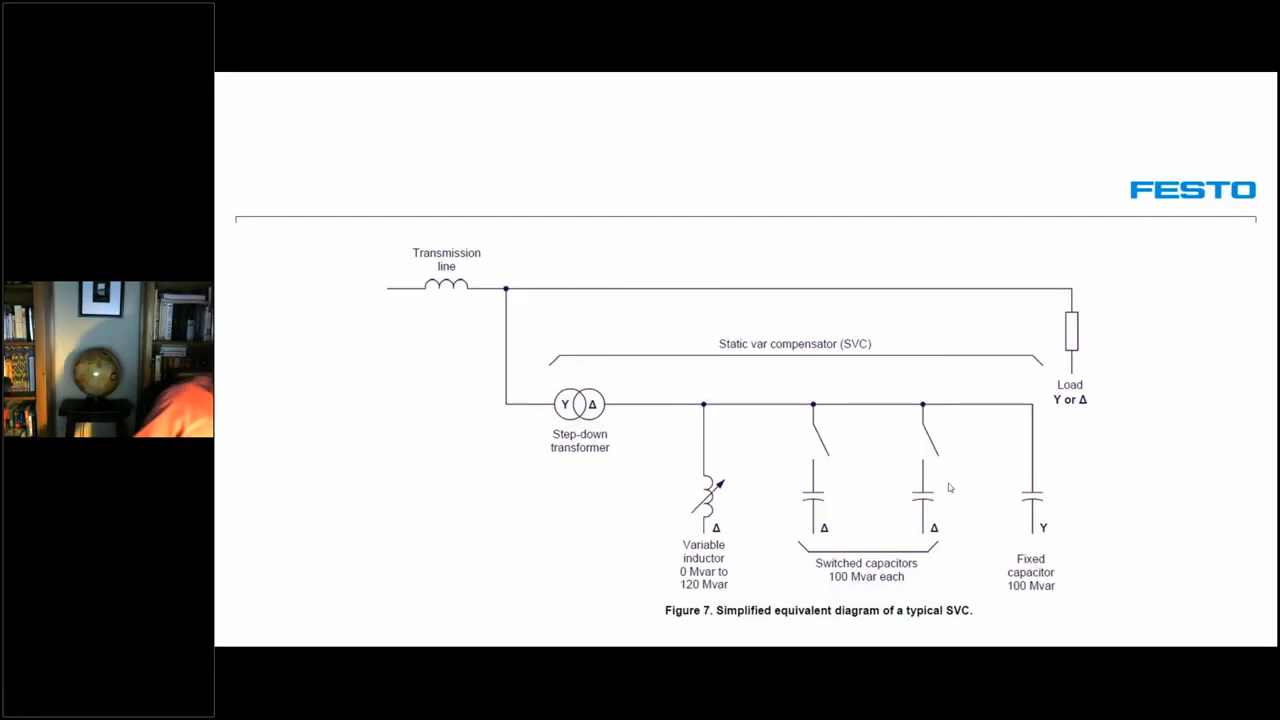 FESTO
Transmission
line
Static var compensator (SVC)
Load
Y or Δ
Y Δ
Step-down
transformer
Δ
Δ
Δ
Y
Variable
inductor
0 Mvar to
120 Mvar
Switched capacitors
100 Mvar each
Fixed
capacitor
100 Mvar
Figure 7. Simplified equivalent diagram of a typical SVC.